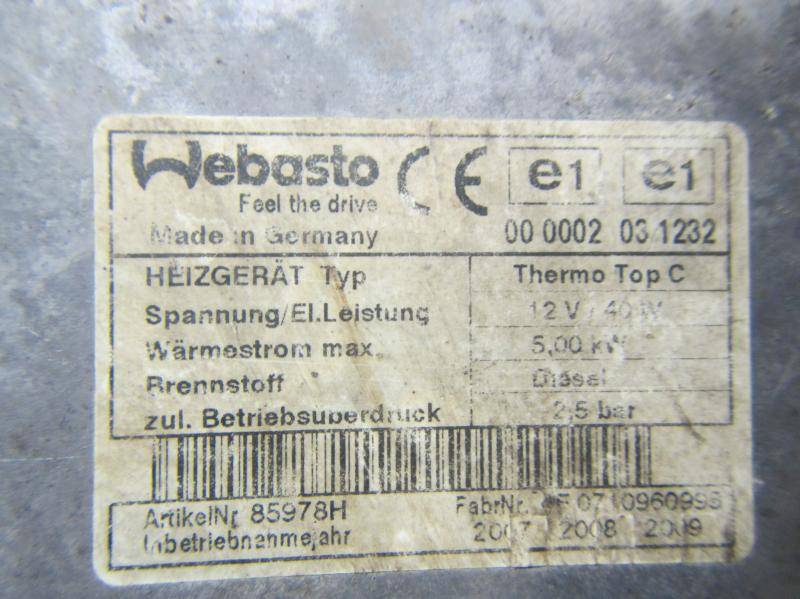 Webasto CE e1 e1
Feel the drive
Made in Germany 00 0002 03 1232
HEIZGERÄT Typ Thermo Top C
Spannung/El.Leistung 12 V / 40 W
Wärmestrom max. 5,00 kW
Brennstoff Diesel
zul. Betriebsüberdruck 2,5 bar
ArtikelNr. 85978H FabrNr.
Inbetriebnahmejahr 2007 2008 2009